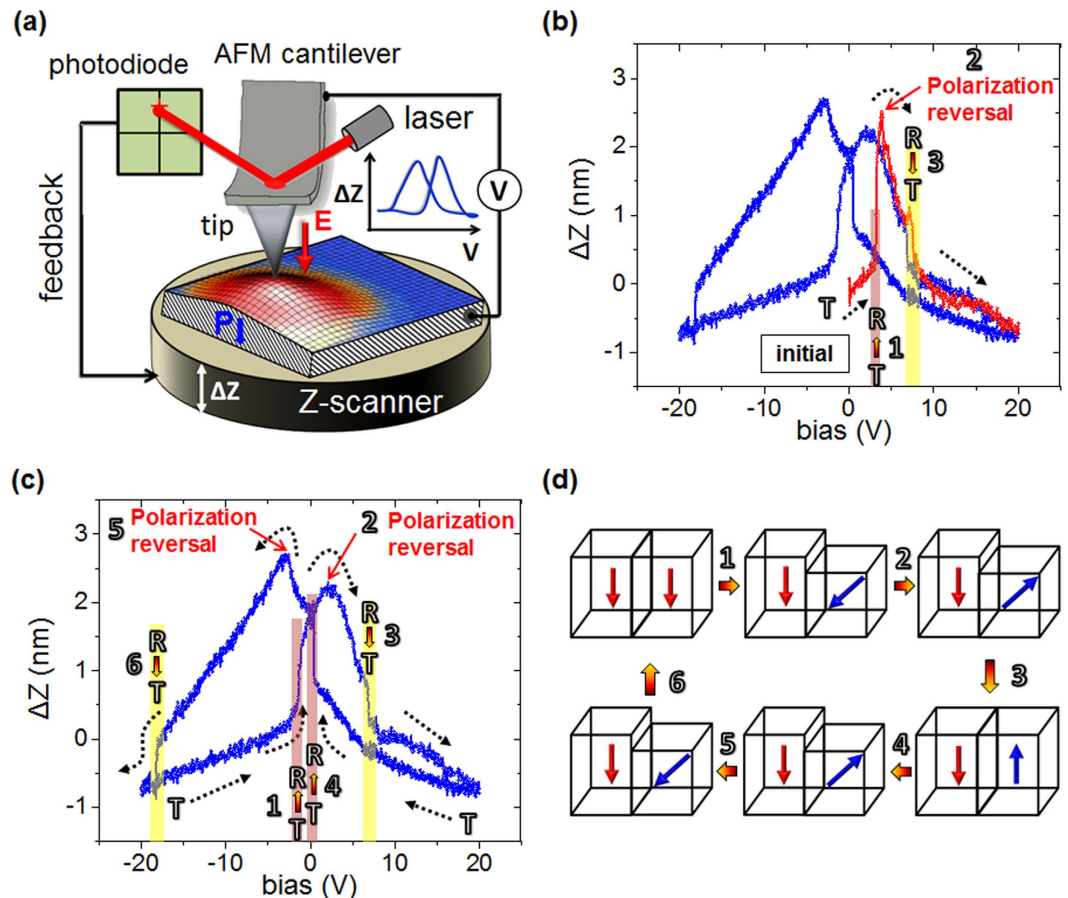 (a)
AFM cantilever
photodiode
laser
ΔZ
V
V
tip
E
feedback
P
ΔZ
Z-scanner
(b)
2
Polarization
reversal
R
T
3
3
2
1
0
-1
ΔZ (nm)
T
R
T
1
initial
-20
-10
0
10
20
bias (V)
(c)
5
Polarization
reversal
2
Polarization
reversal
3
2
1
0
-1
ΔZ (nm)
R
T
6
R
T
3
T
R
T
1
R
T
4
T
-20
-10
0
10
20
bias (V)
(d)
1
2
3
4
5
6